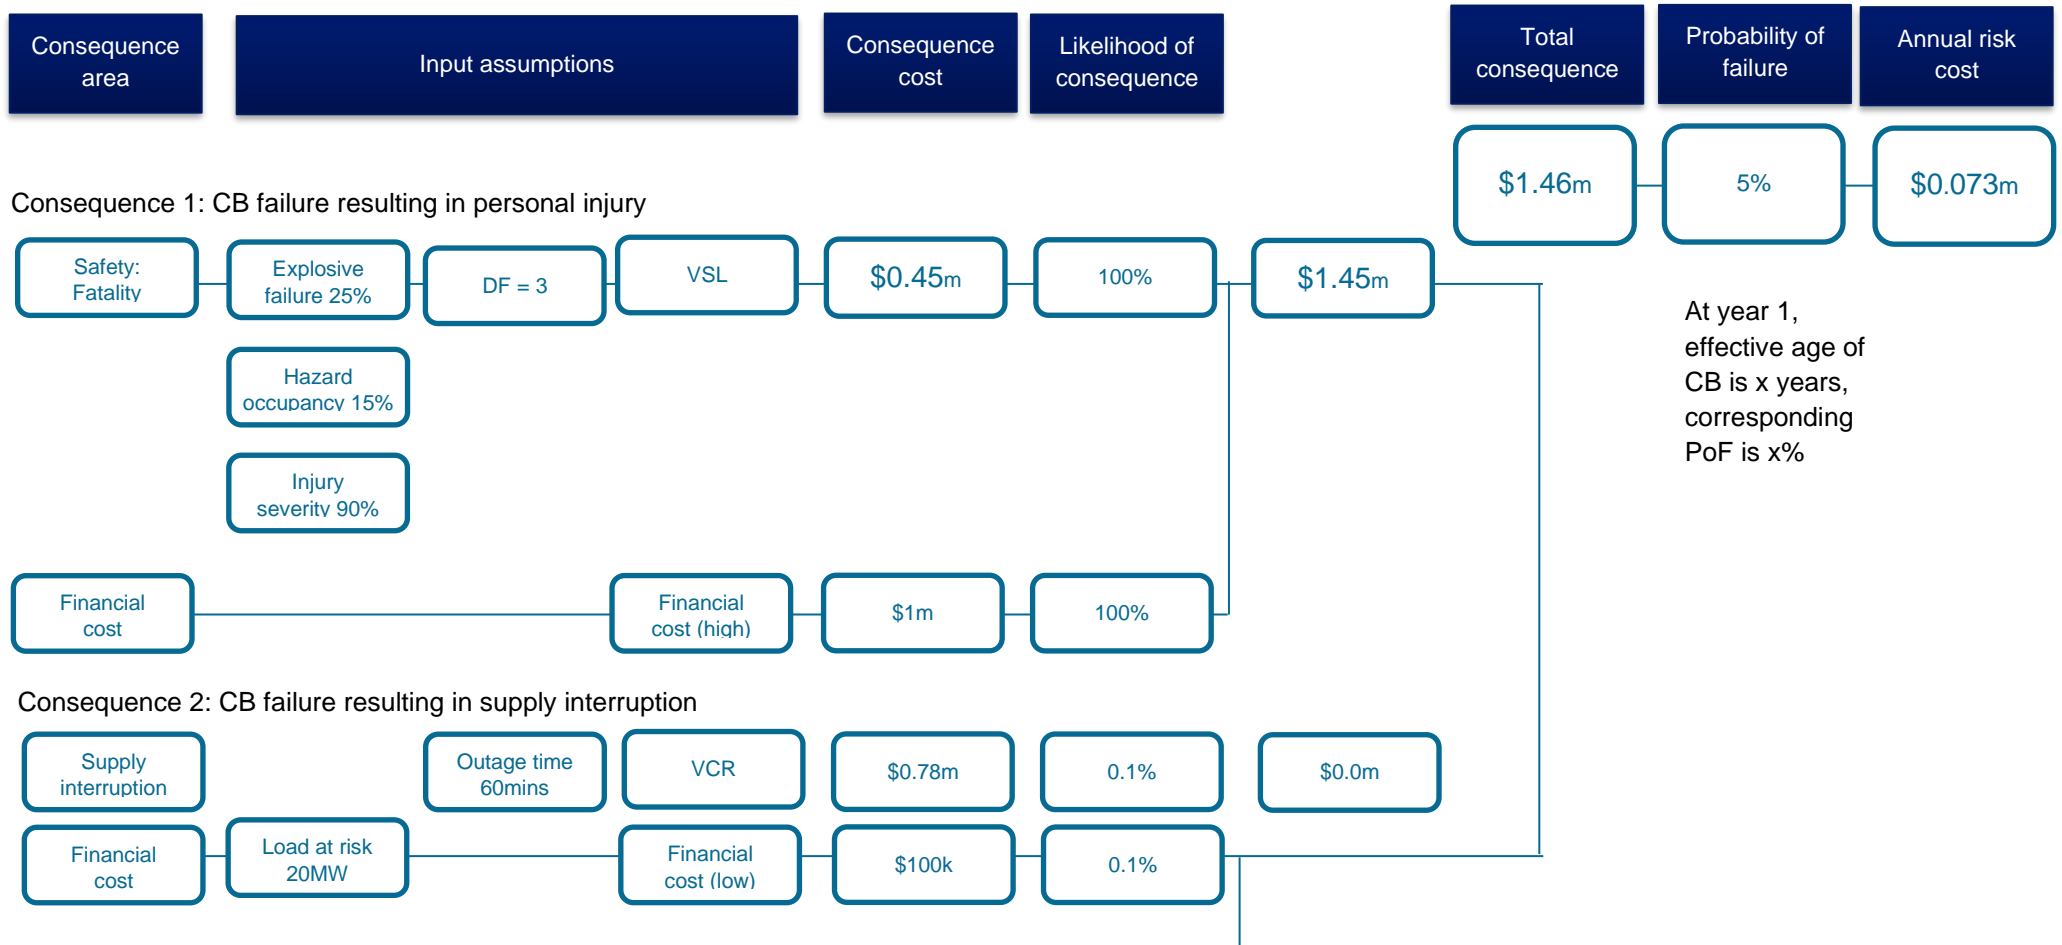 Consequence
area
Input assumptions
Consequence
cost
Likelihood of
consequence
Total
consequence
Probability of
failure
Annual risk
cost
$1.46m
5%
$0.073m
Consequence 1: CB failure resulting in personal injury
Safety:
Fatality
Explosive
failure 25%
DF = 3
VSL
$0.45m
100%
$1.45m
Hazard
occupancy 15%
Injury
severity 90%
At year 1,
effective age of
CB is x years,
corresponding
PoF is x%
Financial
cost
Financial
cost (high)
$1m
100%
Consequence 2: CB failure resulting in supply interruption
Supply
interruption
Outage time
60mins
VCR
$0.78m
0.1%
$0.0m
Financial
cost
Load at risk
20MW
Financial
cost (low)
$100k
0.1%